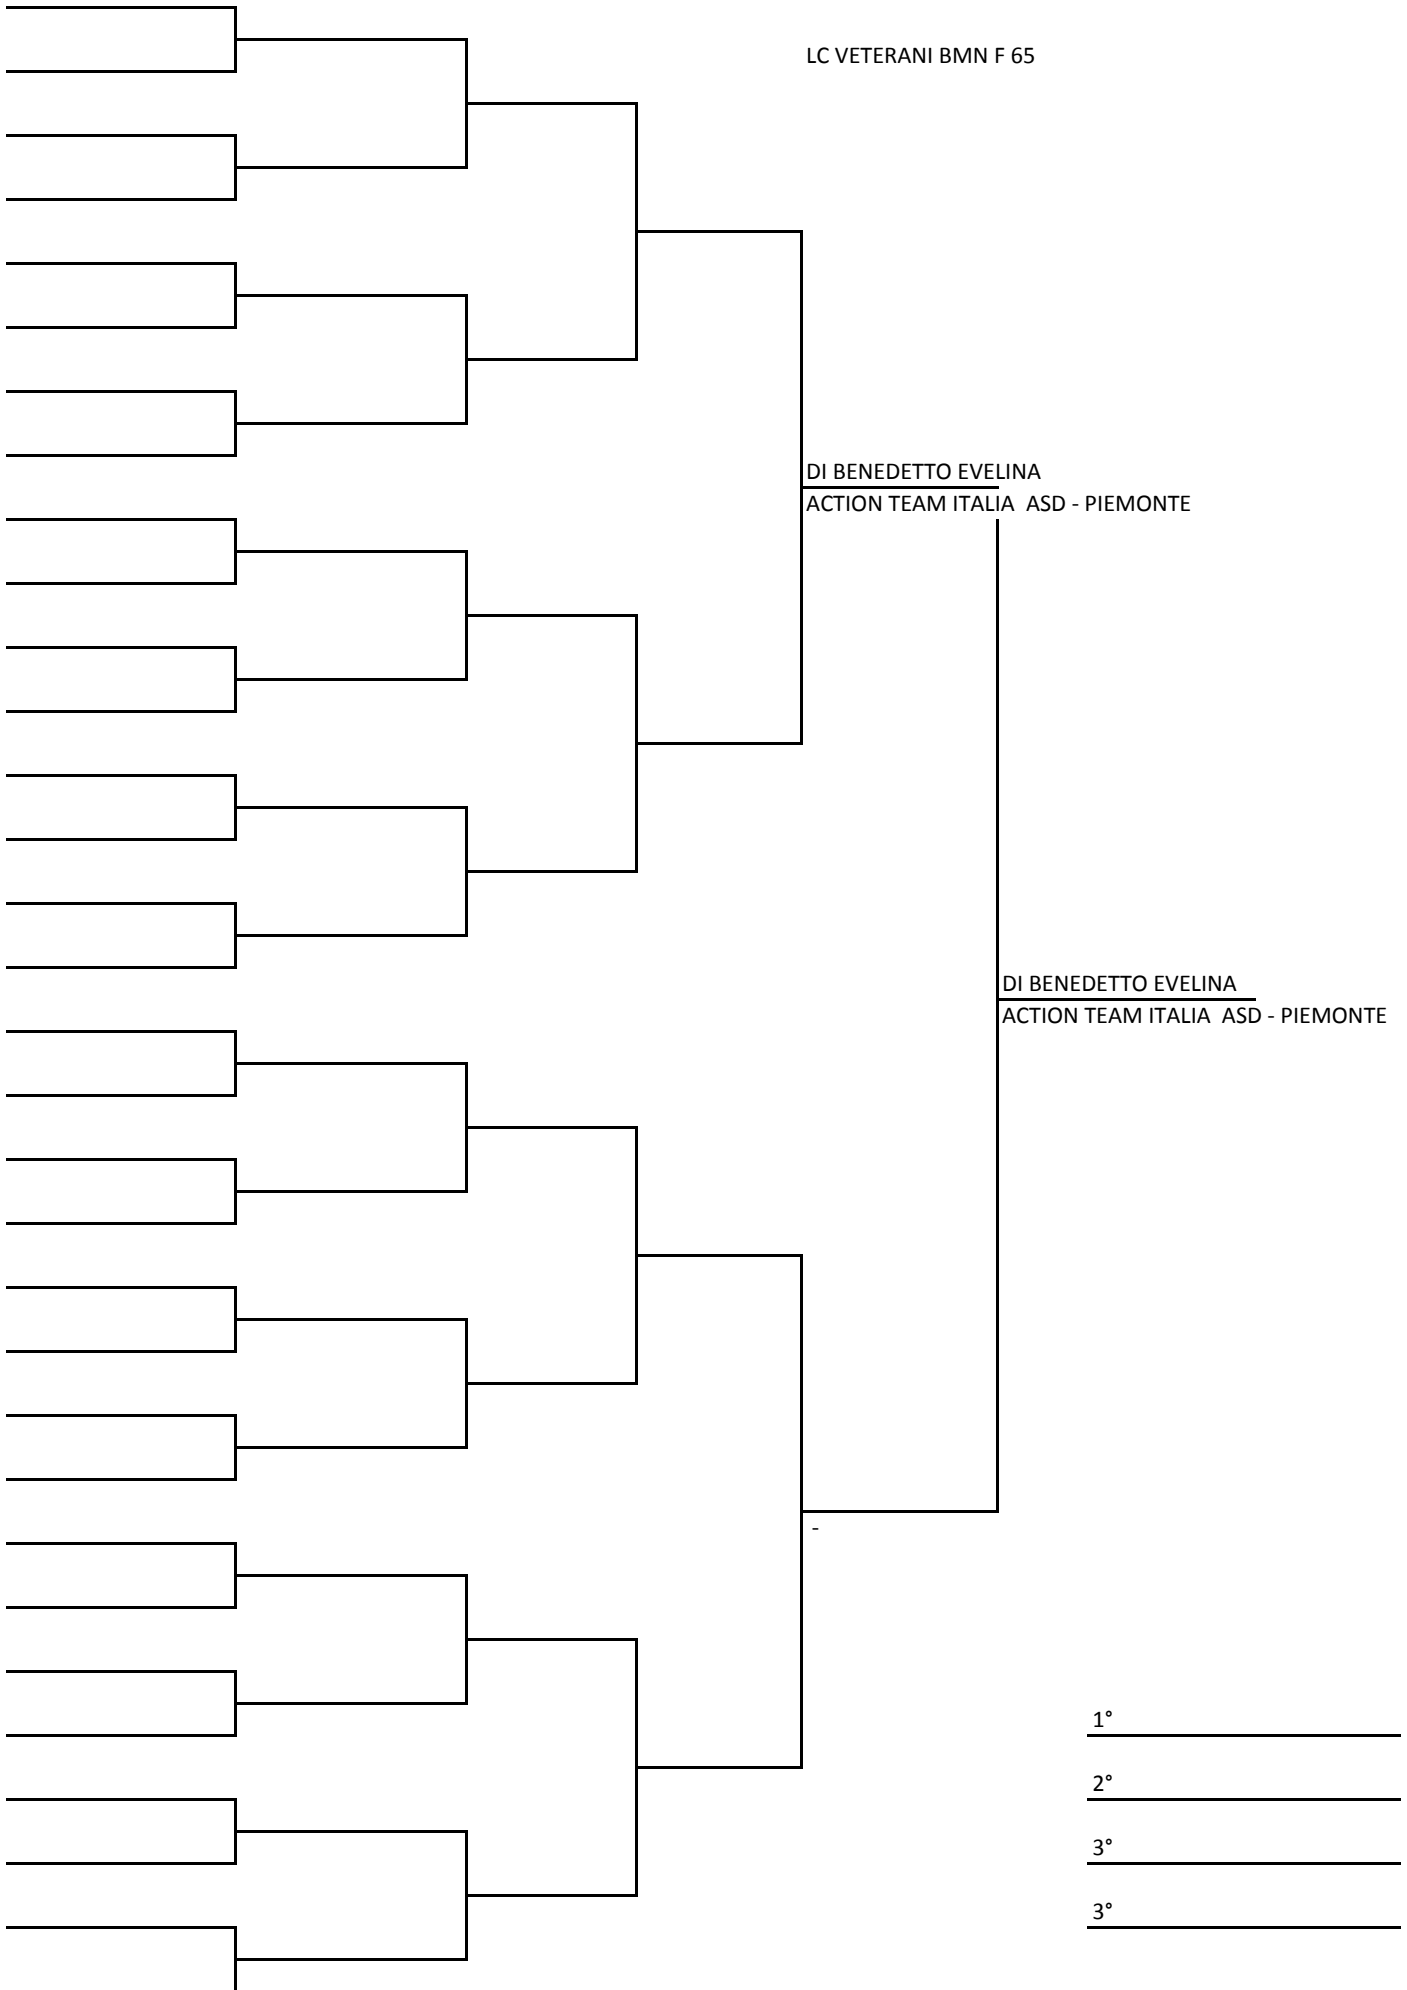 LC VETERANI BMN F 65
DI BENEDETTO EVELINA
ACTION TEAM ITALIA  ASD - PIEMONTE
DI BENEDETTO EVELINA
ACTION TEAM ITALIA  ASD - PIEMONTE
-
1°
2°
3°
3°